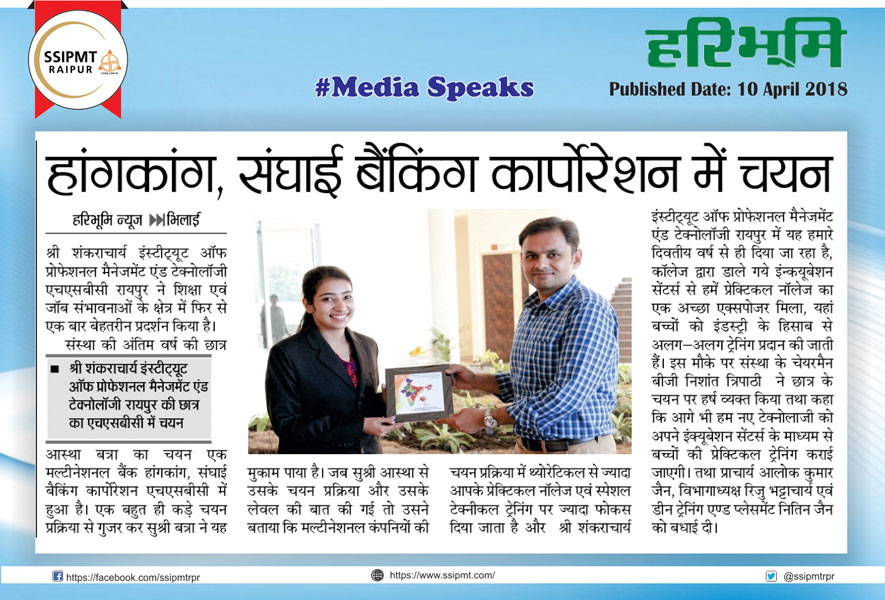 SSIPMT
RAIPUR
#Media Speaks
हरिभूमि
Published Date: 10 April 2018
हांगकांग, संघाई बैंकिंग कार्पोरेशन में चयन
हरिभूमि न्यूज भिलाई
श्री शंकराचार्य इंस्टीट्यूट ऑफ
प्रोफेशनल मैनेजमेंट एंड टेक्नोलॉजी
एचएसबीसी रायपुर ने शिक्षा एवं
जॉब संभावनाओं के क्षेत्र में फिर से
एक बार बेहतरीन प्रदर्शन किया है।
संस्था की अंतिम वर्ष की छात्र
■ श्री शंकराचार्य इंस्टीट्यूट
ऑफ प्रोफेशनल मैनेजमेंट एंड
टेक्नोलॉजी रायपुर की छात्र
का एचएसबीसी में चयन
आस्था बत्रा का चयन एक
मल्टीनेशनल बैंक हांगकांग, संघाई
बैंकिंग कार्पोरेशन एचएसबीसी में
हुआ है। एक बहुत ही कड़े चयन
प्रक्रिया से गुजर कर सुश्री बत्रा ने यह
मुकाम पाया है। जब सुश्री आस्था से
उसके चयन प्रक्रिया और उसके
लेवल की बात की गई तो उसने
बताया कि मल्टीनेशनल कंपनियों की
चयन प्रक्रिया में थ्योरेटिकल से ज्यादा
आपके प्रेक्टिकल नॉलेज एवं स्पेशल
टेक्नीकल ट्रेनिंग पर ज्यादा फोकस
दिया जाता है और श्री शंकराचार्य
इंस्टीट्यूट ऑफ प्रोफेशनल मैनेजमेंट
एंड टेक्नोलॉजी रायपुर में यह हमारे
दिवतीय वर्ष से ही दिया जा रहा है,
कॉलेज द्वारा डाले गये इंन्कयूबेशन
सेंटर्स से हमें प्रेक्टिकल नॉलेज का
एक अच्छा एक्सपोजर मिला, यहां
बच्चों को इंडस्ट्री के हिसाब से
अलग–अलग ट्रेनिंग प्रदान की जाती
हैं। इस मौके पर संस्था के चेयरमैन
बीजी निशांत त्रिपाठी ने छात्र के
चयन पर हर्ष व्यक्त किया तथा कहा
कि आगे भी हम नए टेक्नोलाजी को
अपने इंक्यूबेशन सेंटर्स के माध्यम से
बच्चों की प्रेक्टिकल ट्रेनिंग कराई
जाएगी। तथा प्राचार्य आलोक कुमार
जैन, विभागाध्यक्ष रिजु भट्टाचार्य एवं
डीन ट्रेनिंग एण्ड प्लेसमेंट नितिन जैन
को बधाई दी।
https://facebook.com/ssipmtrpr
https://www.ssipmt.com/
@ssipmtrpr